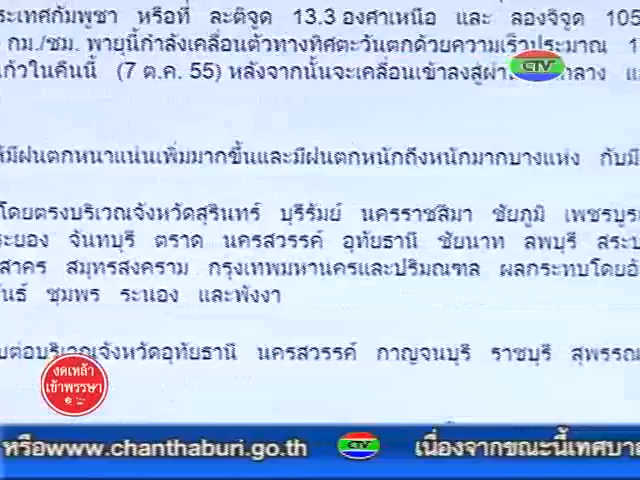 ระเทศกัมพูชา หรือที่ ละติจูด 13.3 องศาเหนือ และ ลองจิจูด 105
กม./ชม. พายุนี้กำลังเคลื่อนตัวทางทิศตะวันตกด้วยความเร็วประมาณ 1
แก้วในคืนนี้ (7 ต.ค. 55) หลังจากนั้นจะเคลื่อนเข้าลงสู่ผ่า
CTV
ห้มีฝนตกหนาแน่นเพิ่มมากขึ้นและมีฝนตกหนักถึงหนักมากบางแห่ง กับมี
โดยตรงบริเวณจังหวัดสุรินทร์ บุรีรัมย์ นครราชสีมา ชัยภูมิ เพชรบูร
ระยอง จันทบุรี ตราด นครสวรรค์ อุทัยธานี ชัยนาท ลพบุรี สระบ
สาคร สมุทรสงคราม กรุงเทพมหานครและปริมณฑล ผลกระทบโดยอ้
ันธ์ ชุมพร ระนอง และพังงา
บต่อบริเวณจังหวัดอุทัยธานี นครสวรรค์ กาญจนบุรี ราชบุรี สุพรรณ
งดเหล้า
เข้าพรรษา
หรือwww.chanthaburi.go.th CTV เนื่องจากขณะนี้เทศบาล